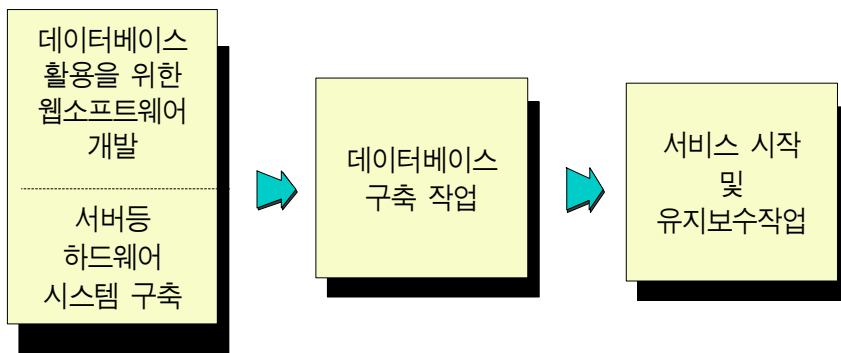 데이터베이스
활용을 위한
웹소프트웨어
개발
서버등
하드웨어
시스템 구축
데이터베이스
구축 작업
서비스 시작
및
유지보수작업